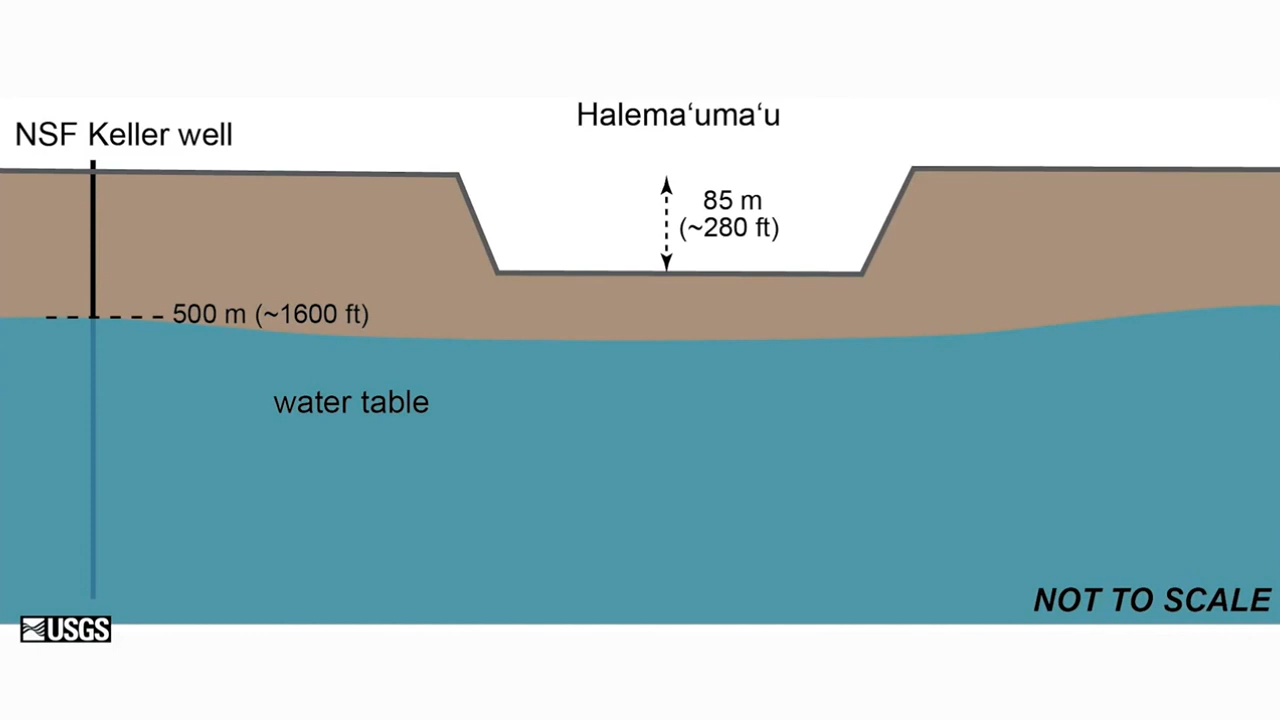 Halemaʻumaʻu
NSF Keller well
85 m
(~280 ft)
500 m (~1600 ft)
water table
NOT TO SCALE
USGS